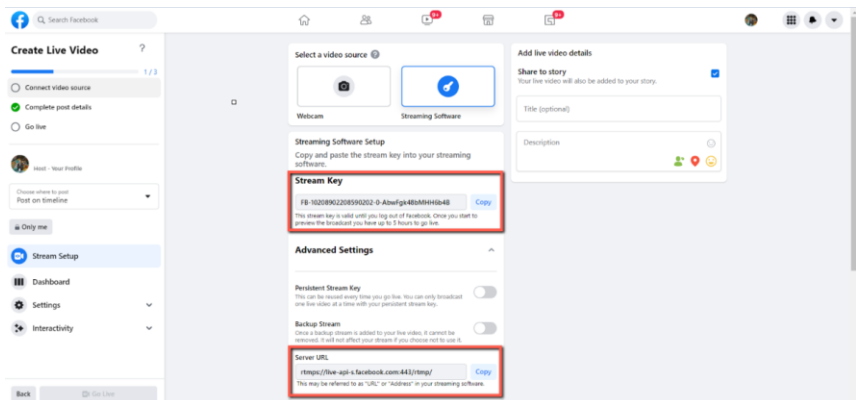 Search Facebook
9+
9+
Create Live Video
?
1 / 3
Connect video source
Complete post details
Go live
Host - Your Profile
Choose where to post
Post on timeline
Only me
Stream Setup
Dashboard
Settings
Interactivity
Back
Go Live
Select a video source
Webcam
Streaming Software
Streaming Software Setup
Copy and paste the stream key into your streaming
software.
Stream Key
FB-10208902208590202-0-AbwFgk48bMHH6b48
Copy
This stream key is valid until you log out of Facebook. Once you start to
preview the broadcast you have up to 5 hours to go live.
Advanced Settings
Persistent Stream Key
This can be reused every time you go live. You can only broadcast
one live video at a time with your persistent stream key.
Backup Stream
Once a backup stream is added to your live video, it cannot be
removed. It will not affect your stream if you choose not to use it.
Server URL
rtmps://live-api-s.facebook.com:443/rtmp/
Copy
This may be referred to as "URL" or "Address" in your streaming software.
Add live video details
Share to story
Your live video will also be added to your story.
Title (optional)
Description